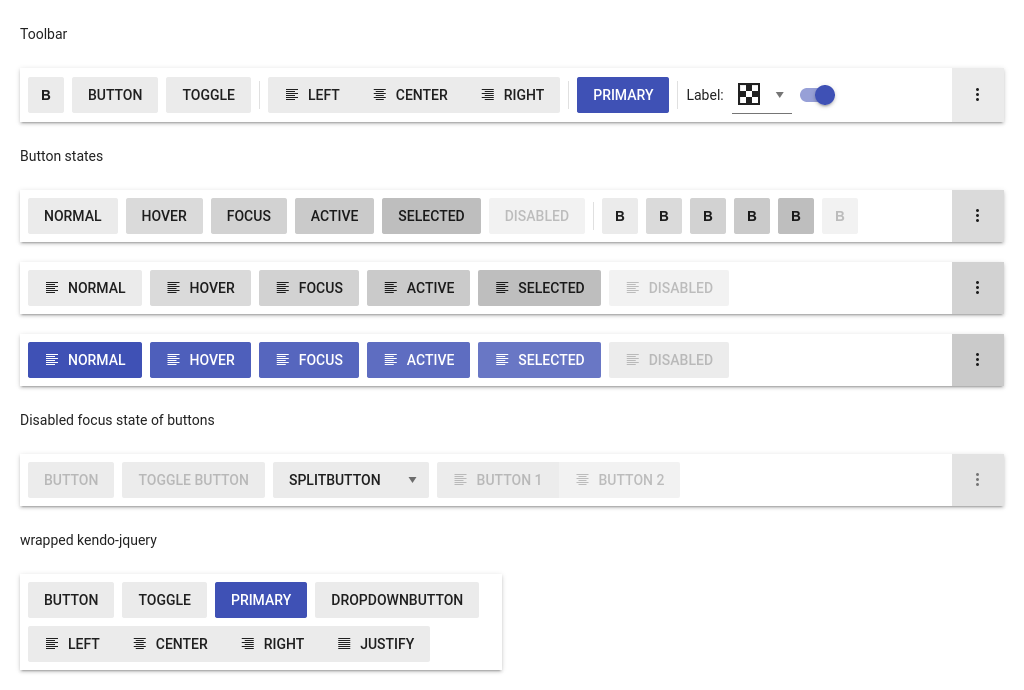 Toolbar
B BUTTON TOGGLE LEFT CENTER RIGHT PRIMARY Label:
Button states
NORMAL HOVER FOCUS ACTIVE SELECTED DISABLED B B B B B B
NORMAL HOVER FOCUS ACTIVE SELECTED DISABLED
NORMAL HOVER FOCUS ACTIVE SELECTED DISABLED
Disabled focus state of buttons
BUTTON TOGGLE BUTTON SPLITBUTTON BUTTON 1 BUTTON 2
wrapped kendo-jquery
BUTTON TOGGLE PRIMARY DROPDOWNBUTTON
LEFT CENTER RIGHT JUSTIFY